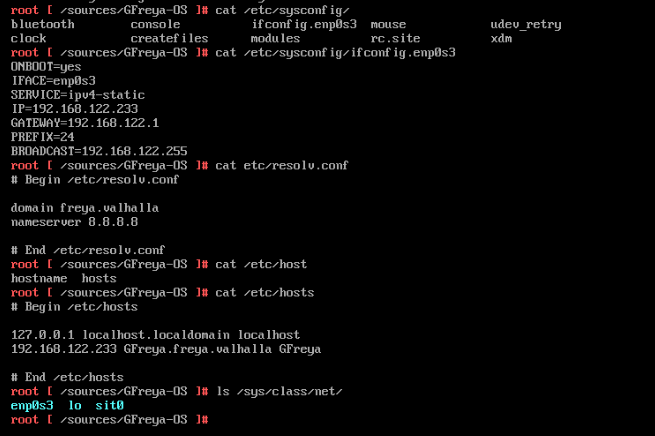 root [ /sources/GFreya-OS ]# cat /etc/sysconfig/
bluetooth console ifconfig.enp0s3 mouse udev_retry
clock createfiles modules rc.site xdm
root [ /sources/GFreya-OS ]# cat /etc/sysconfig/ifconfig.enp0s3
ONBOOT=yes
IFACE=enp0s3
SERVICE=ipv4-static
IP=192.168.122.233
GATEWAY=192.168.122.1
PREFIX=24
BROADCAST=192.168.122.255
root [ /sources/GFreya-OS ]# cat etc/resolv.conf
# Begin /etc/resolv.conf
domain freya.valhalla
nameserver 8.8.8.8
# End /etc/resolv.conf
root [ /sources/GFreya-OS ]# cat /etc/host
hostname hosts
root [ /sources/GFreya-OS ]# cat /etc/hosts
# Begin /etc/hosts
127.0.0.1 localhost.localdomain localhost
192.168.122.233 GFreya.freya.valhalla GFreya
# End /etc/hosts
root [ /sources/GFreya-OS ]# ls /sys/class/net/
enp0s3 lo sit0
root [ /sources/GFreya-OS ]#